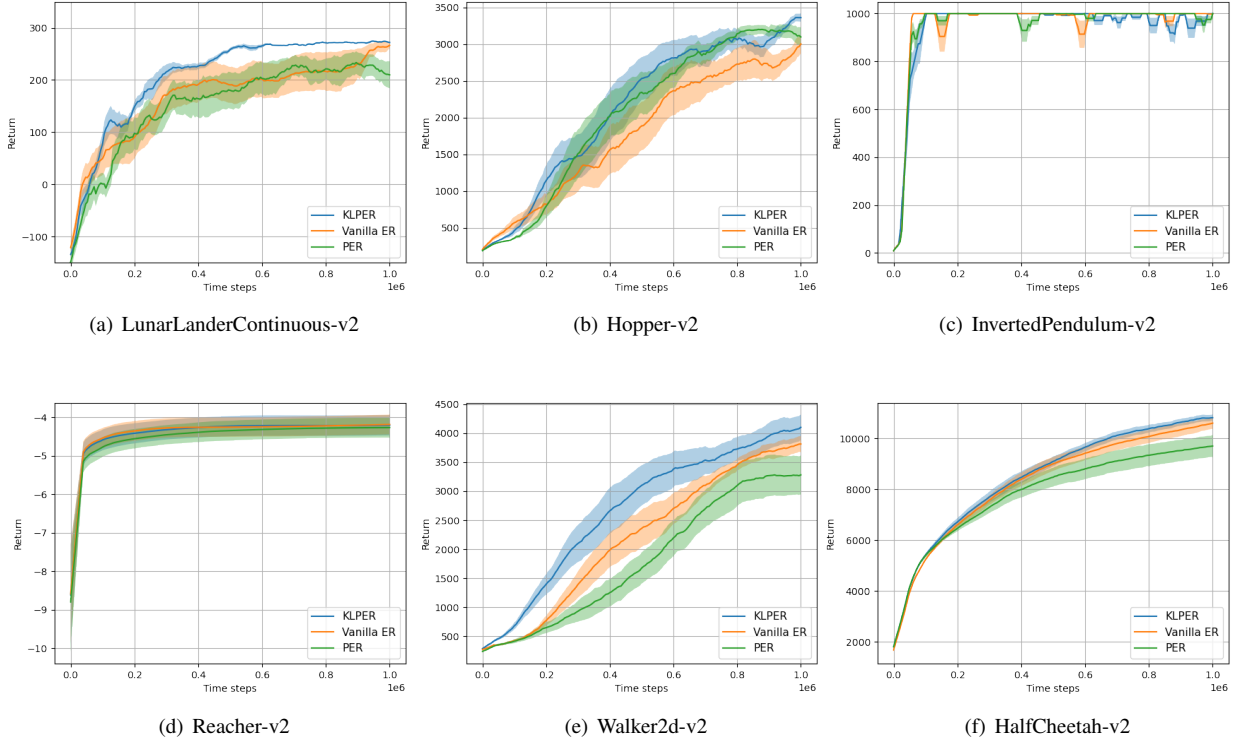 300
200
100
0
−100
Return
0.0 0.2 0.4 0.6 0.8 1.0
1e6
Time steps
KLPER
Vanilla ER
PER
(a) LunarLanderContinuous-v2
3500
3000
2500
2000
1500
1000
500
Return
0.0 0.2 0.4 0.6 0.8 1.0
1e6
Time steps
KLPER
Vanilla ER
PER
(b) Hopper-v2
1000
800
600
400
200
0
Return
0.0 0.2 0.4 0.6 0.8 1.0
1e6
Time steps
KLPER
Vanilla ER
PER
(c) InvertedPendulum-v2
−4
−5
−6
−7
−8
−9
−10
Return
0.0 0.2 0.4 0.6 0.8 1.0
1e6
Time steps
KLPER
Vanilla ER
PER
(d) Reacher-v2
4500
4000
3500
3000
2500
2000
1500
1000
500
Return
0.0 0.2 0.4 0.6 0.8 1.0
1e6
Time steps
KLPER
Vanilla ER
PER
(e) Walker2d-v2
10000
8000
6000
4000
2000
Return
0.0 0.2 0.4 0.6 0.8 1.0
1e6
Time steps
KLPER
Vanilla ER
PER
(f) HalfCheetah-v2